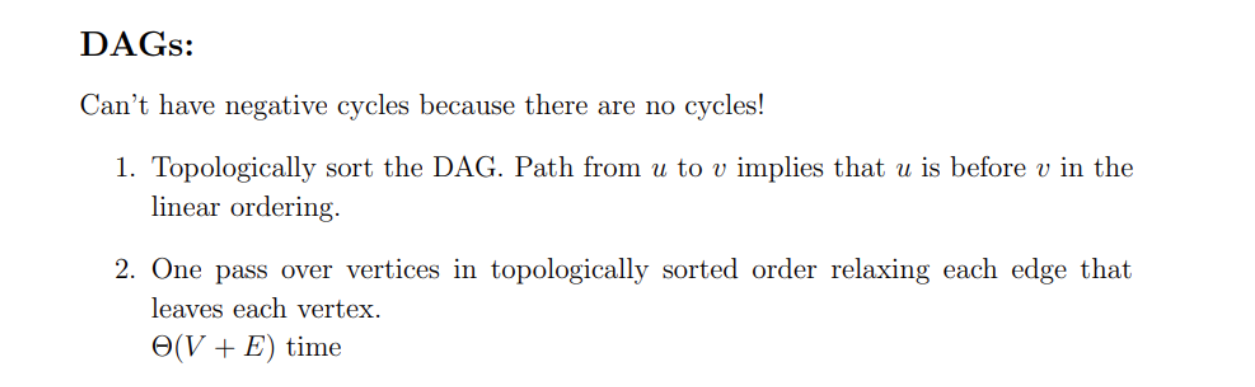 DAGs:
Can't have negative cycles because there are no cycles!
1. Topologically sort the DAG. Path from u to v implies that u is before v in the
linear ordering.
2. One pass over vertices in topologically sorted order relaxing each edge that
leaves each vertex.
Θ(V + E) time